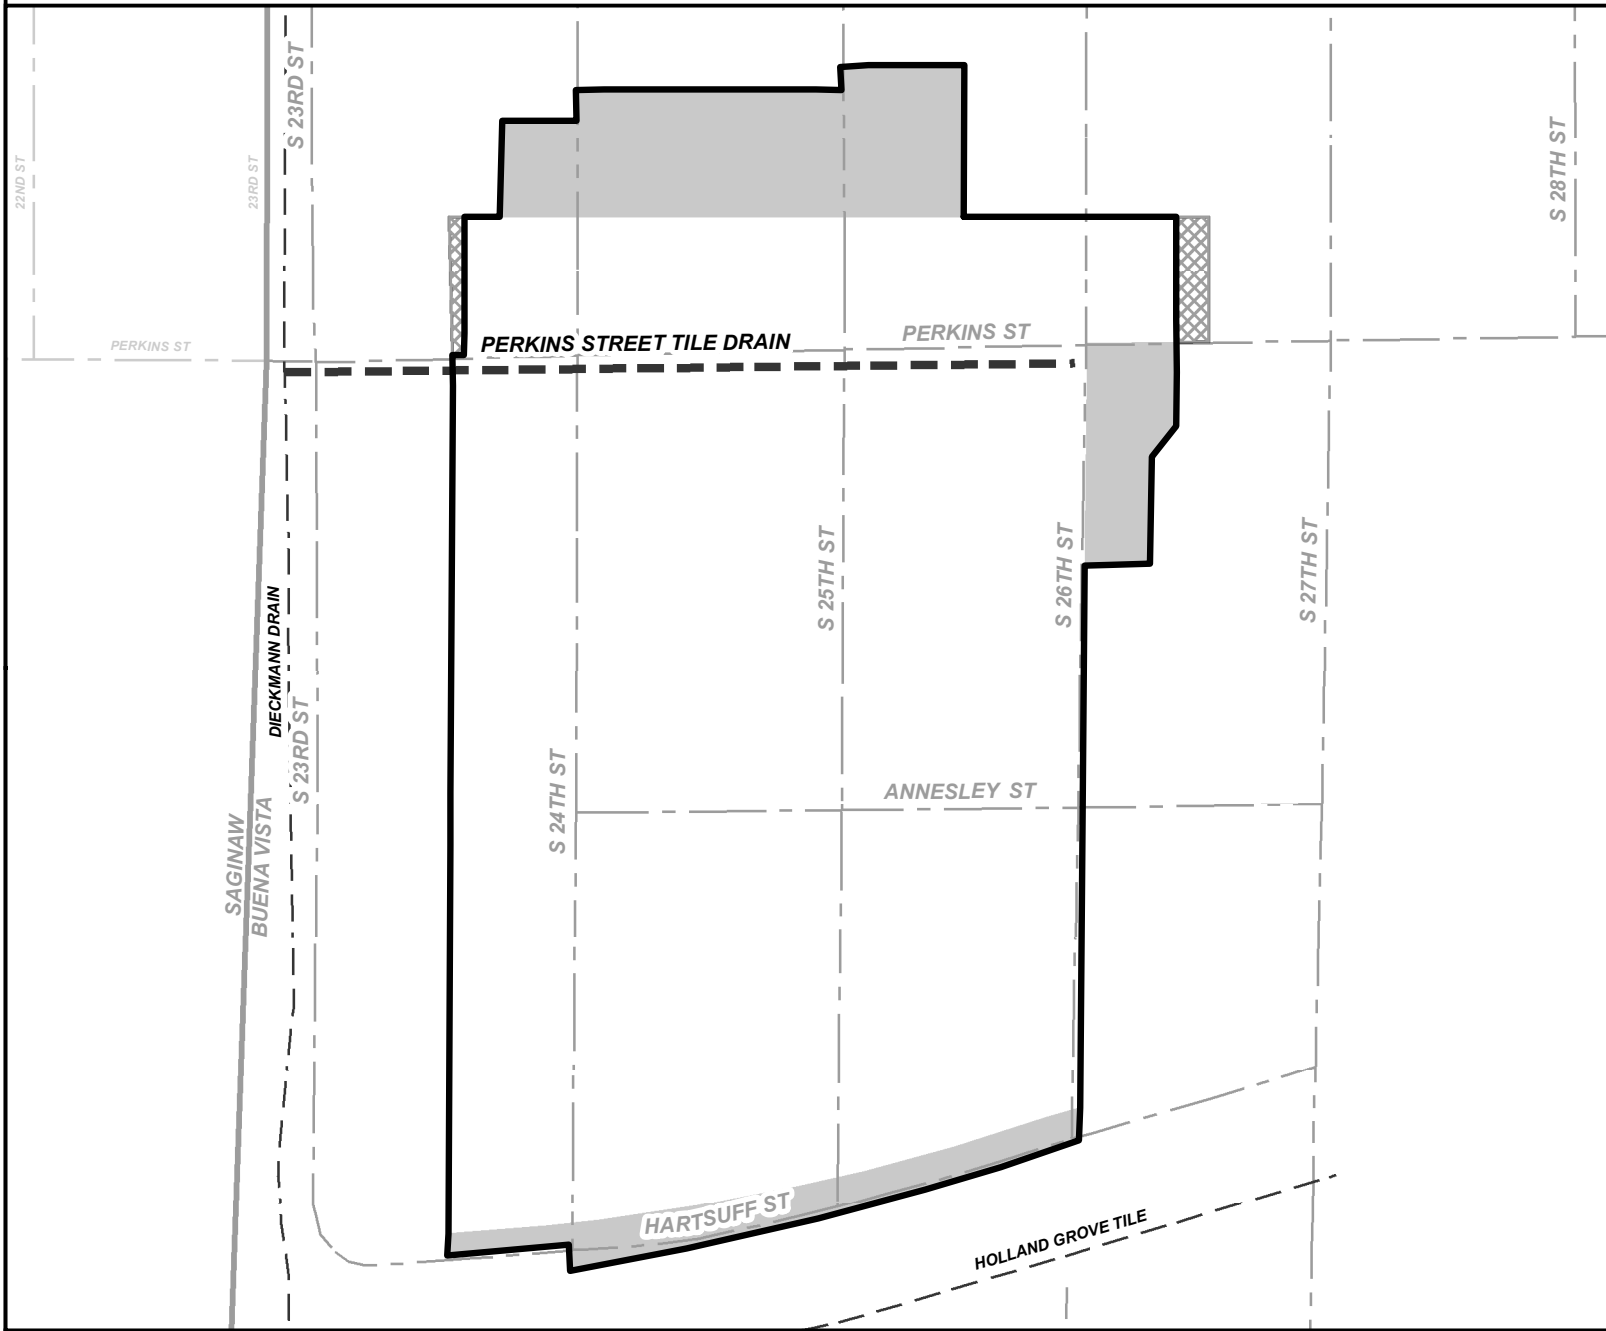 S 23RD ST
22ND ST
23RD ST
S 28TH ST
PERKINS ST
PERKINS STREET TILE DRAIN
PERKINS ST
S 25TH ST
S 26TH ST
S 27TH ST
DIECKMANN DRAIN
S 23RD ST
S 24TH ST
ANNESLEY ST
SAGINAW
BUENA VISTA
HARTSUFF ST
HOLLAND GROVE TILE